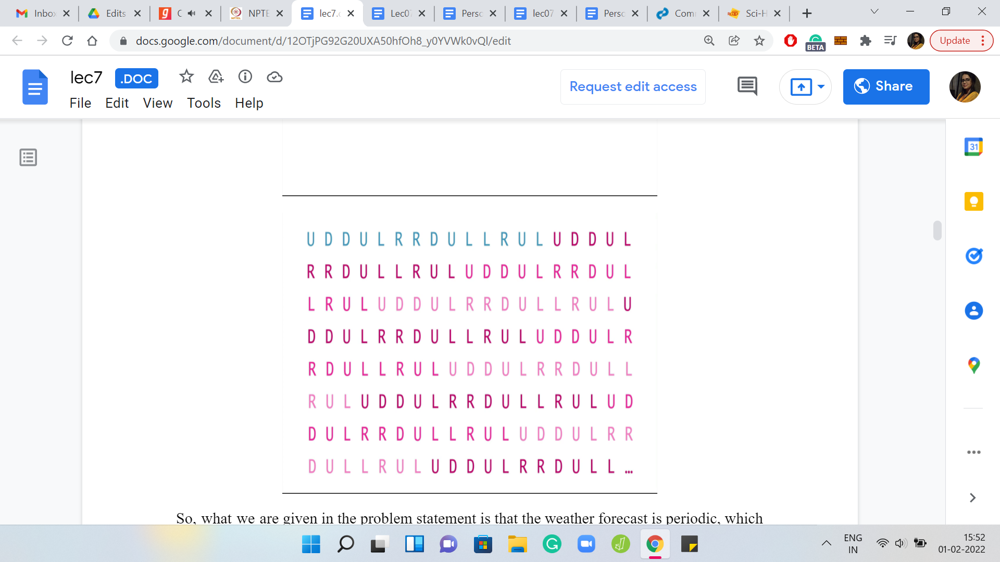 Inbo
Edits
C
NPTE
lec7.
Lec0
Perso
lec07
Perso
Com
Sci-H
docs.google.com/document/d/12OTjPG92G20UXA50hfOh8_y0YVWk0vQl/edit
BETA
Update
lec7 .DOC
Request edit access
Share
File Edit View Tools Help
31
U D D U L R R D U L L R U L U D D U L
R R D U L L R U L U D D U L R R D U L
L R U L U D D U L R R D U L L R U L U
D D U L R R D U L L R U L U D D U L R
R D U L L R U L U D D U L R R D U L L
R U L U D D U L R R D U L L R U L U D
D U L R R D U L L R U L U D D U L R R
D U L L R U L U D D U L R R D U L L ...
So, what we are given in the problem statement is that the weather forecast is periodic, which
ENG
IN
15:52
01-02-2022